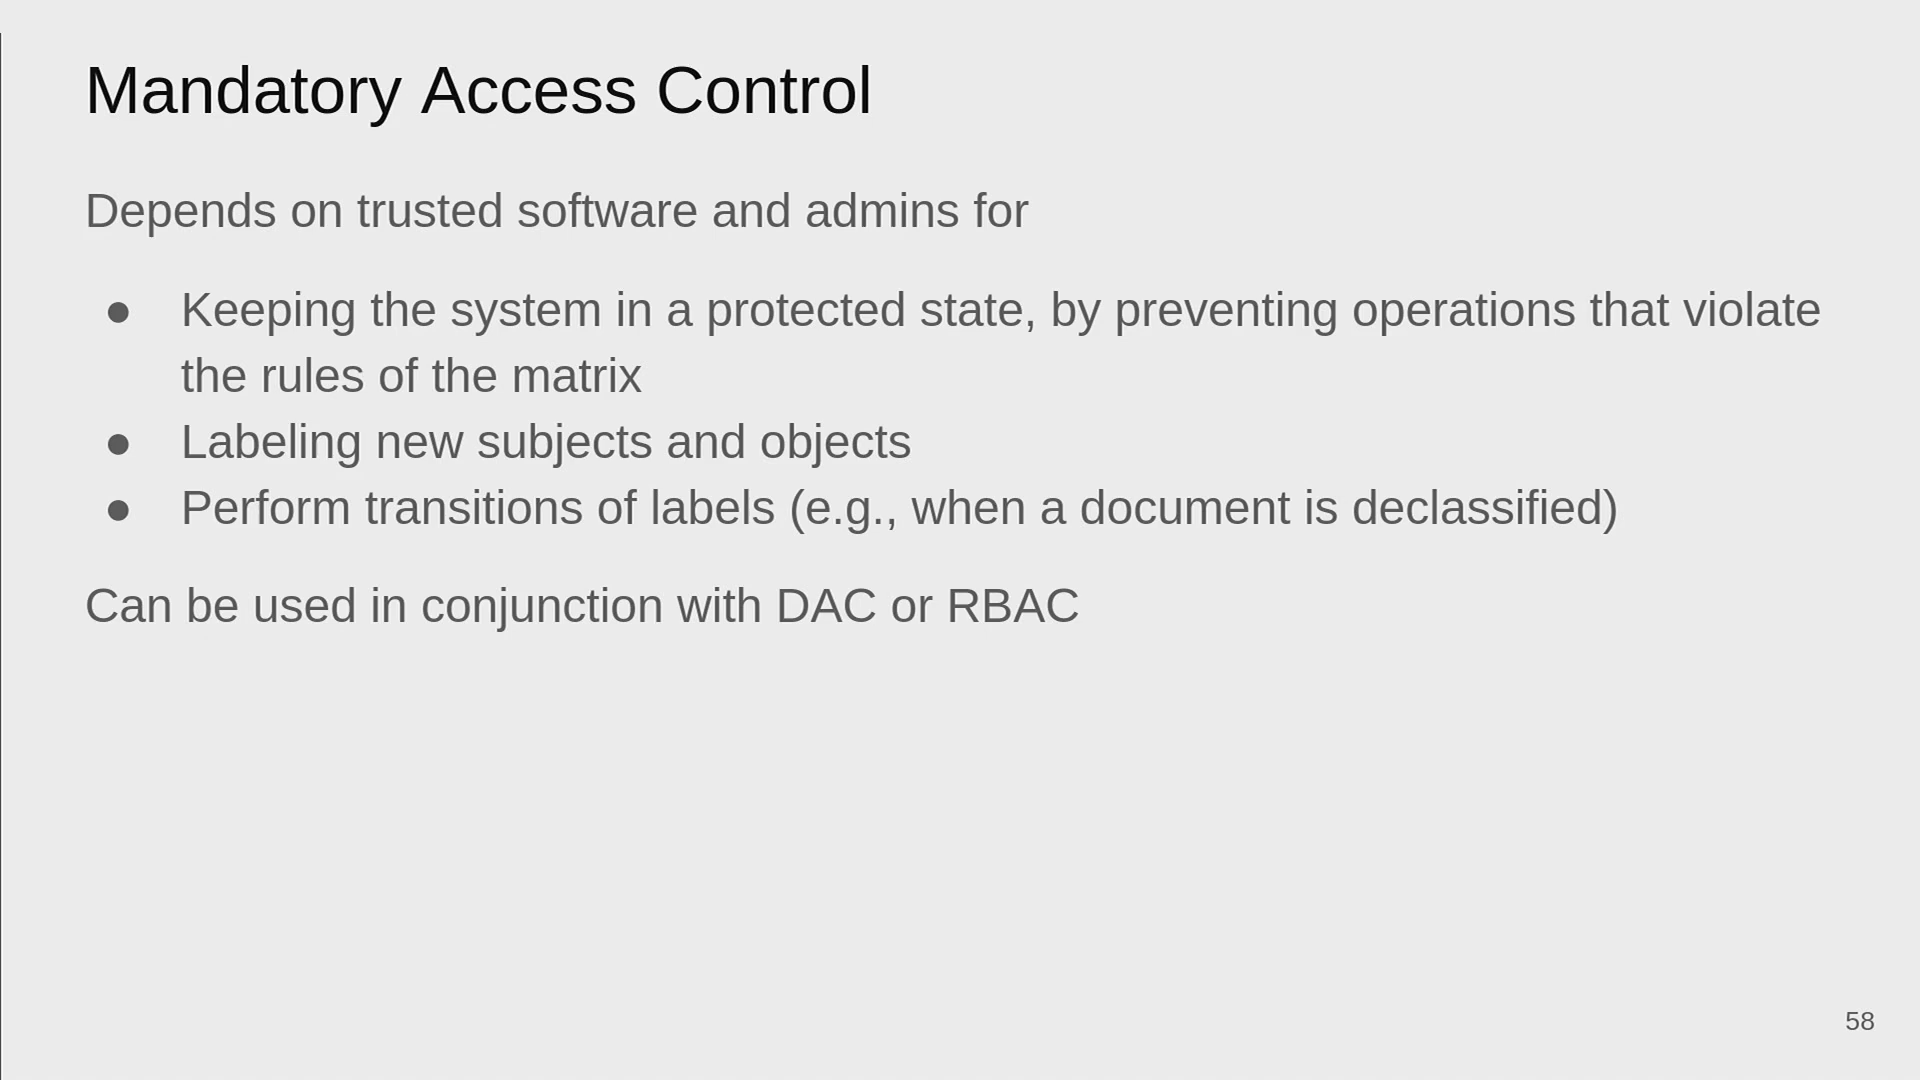 Mandatory Access Control
Depends on trusted software and admins for
● Keeping the system in a protected state, by preventing operations that violate
the rules of the matrix
● Labeling new subjects and objects
● Perform transitions of labels (e.g., when a document is declassified)
Can be used in conjunction with DAC or RBAC
58